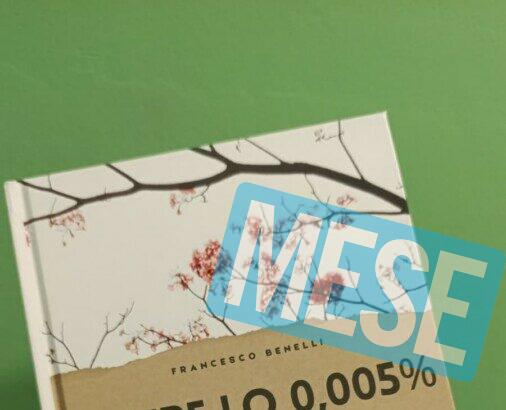 MESE
FRANCESCO BENELLI
LO 0,005%